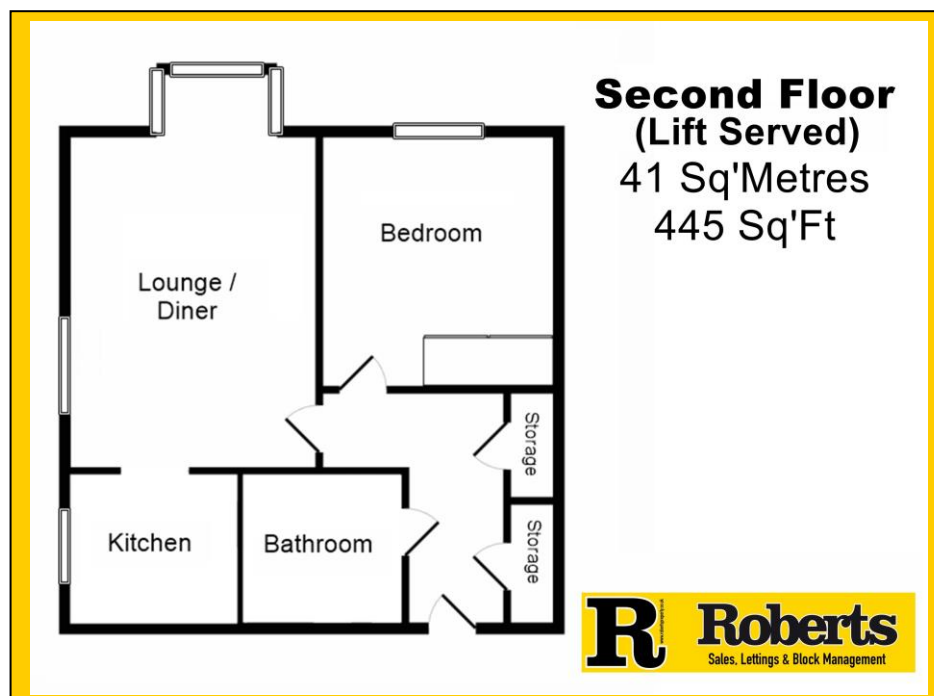 Second Floor
(Lift Served)
41 Sq'Metres
445 Sq'Ft
Bedroom
Lounge /
Diner
Storage
Kitchen
Bathroom
Storage
R
Roberts
Sales, Lettings & Block Management